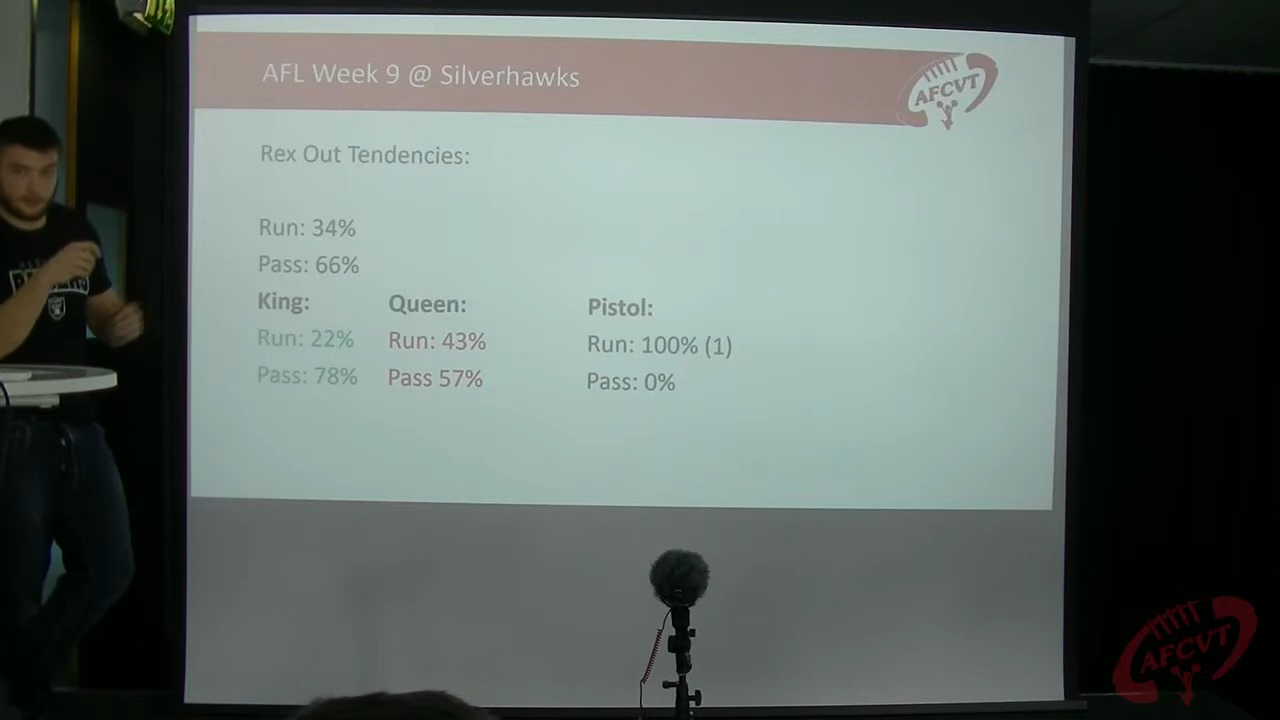 AFL Week 9 @ Silverhawks
AFCVT
Rex Out Tendencies:
Run: 34%
Pass: 66%
King: Queen: Pistol:
Run: 22% Run: 43% Run: 100% (1)
Pass: 78% Pass 57% Pass: 0%
AFCVT